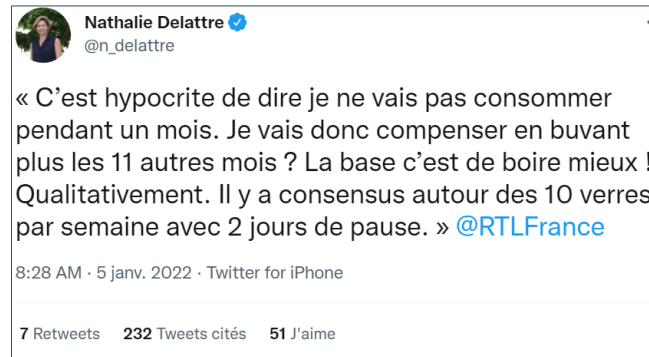 Nathalie Delattre
@n_delattre
« C’est hypocrite de dire je ne vais pas consommer
pendant un mois. Je vais donc compenser en buvant
plus les 11 autres mois ? La base c’est de boire mieux !
Qualitativement. Il y a consensus autour des 10 verres
par semaine avec 2 jours de pause. » @RTLFrance
8:28 AM · 5 janv. 2022 · Twitter for iPhone
7 Retweets 232 Tweets cités 51 J'aime